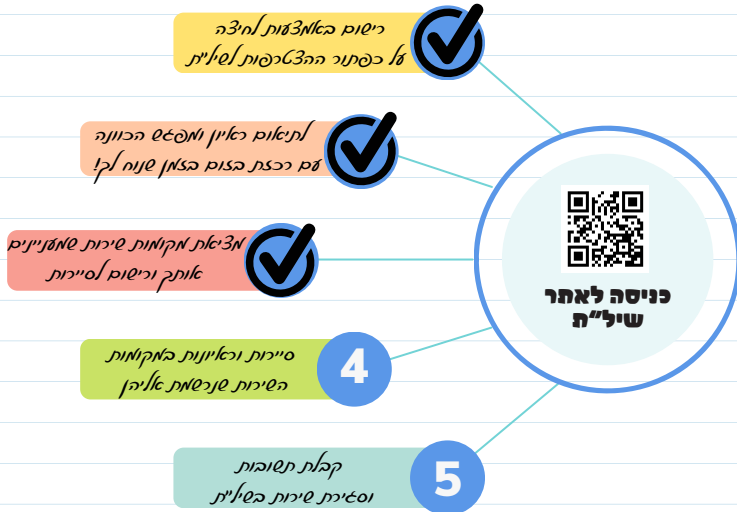 רישום באמצעות לחיצה
על כפתור ההצטרפות לשיל״ת
לתיאום ראיון ומפגש הכוונה
עם רכזת בזום בזמן שנוח לך!
מציאת מקומות שירות שמעניינים
אותך ורישום לסיירות
4
סיירות וראיונות במקומות
השירות שנרשמת אליהן
5
קבלת תשובות
וסגירת שירות בשיל״ת
כניסה לאתר
שיל״ת